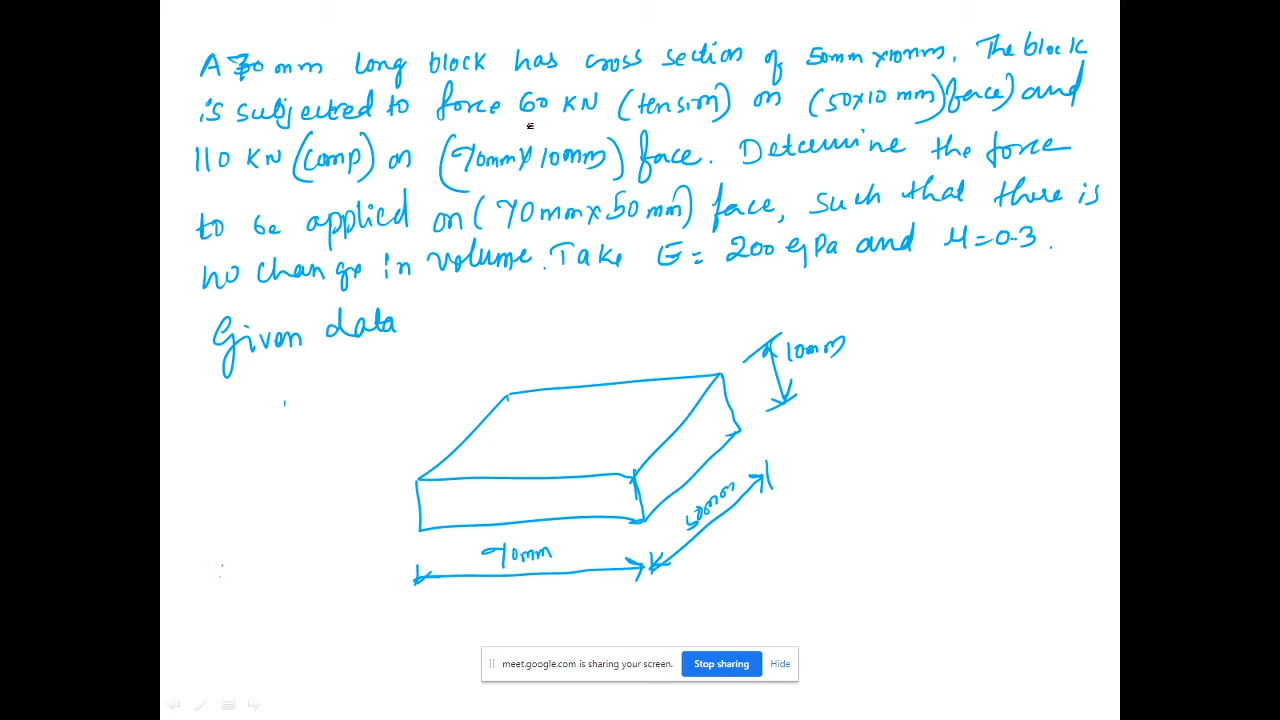 A 70 mm long block has cross section of 50mm x10mm. The block
is subjected to force 60 KN (tension) on (50x10 mm)face) and
110 KN (comp) on (70mm x 10mm) face. Determine the force
to be applied on (70mm x 50 mm) face, such that there is
no change in volume. Take E = 200 GPa and μ = 0.3.
Given data
10mm
50mm
70mm
meet.google.com is sharing your screen. Stop sharing Hide